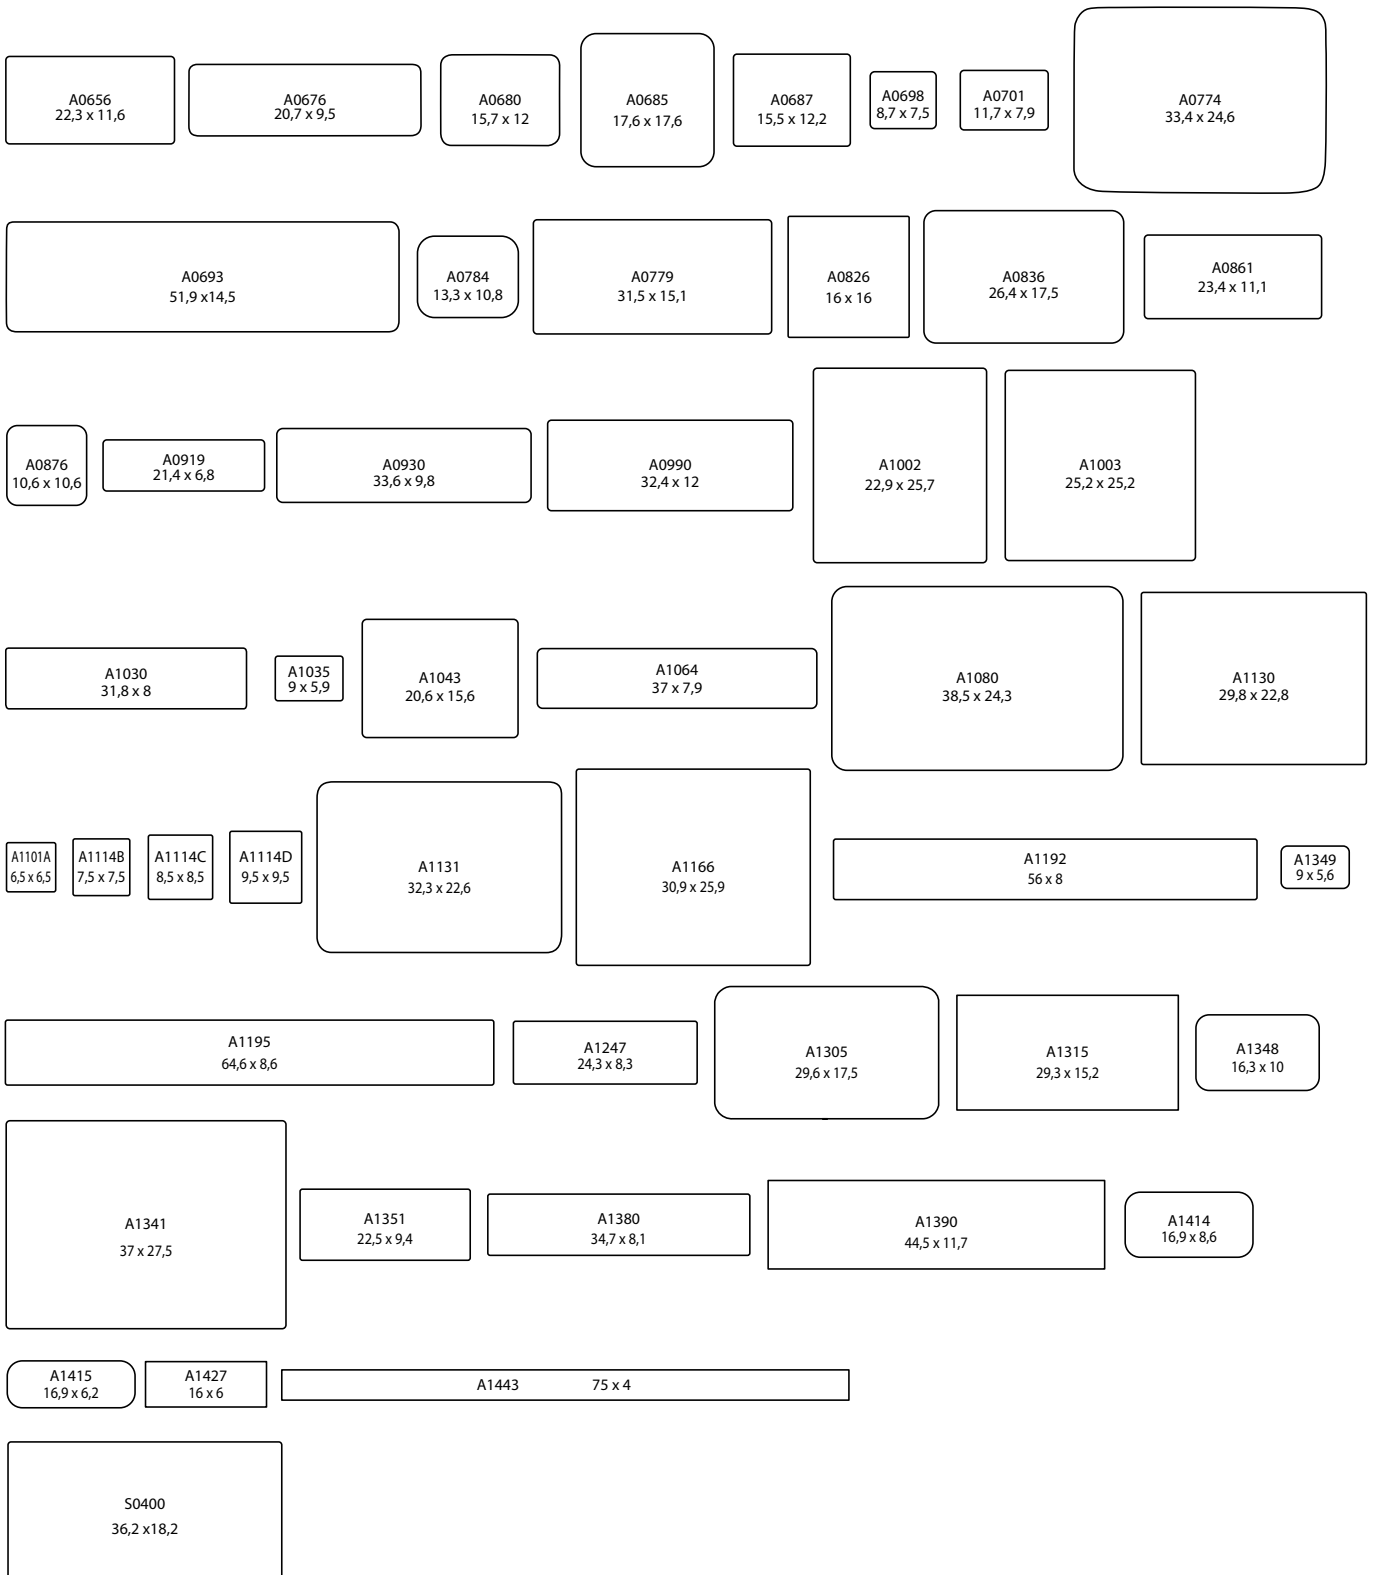 A0656
22,3 x 11,6
A0676
20,7 x 9,5
A0680
15,7 x 12
A0685
17,6 x 17,6
A0687
15,5 x 12,2
A0698
8,7 x 7,5
A0701
11,7 x 7,9
A0774
33,4 x 24,6
A0693
51,9 x14,5
A0784
13,3 x 10,8
A0779
31,5 x 15,1
A0826
16 x 16
A0836
26,4 x 17,5
A0861
23,4 x 11,1
A0876
10,6 x 10,6
A0919
21,4 x 6,8
A0930
33,6 x 9,8
A0990
32,4 x 12
A1002
22,9 x 25,7
A1003
25,2 x 25,2
A1030
31,8 x 8
A1035
9 x 5,9
A1043
20,6 x 15,6
A1064
37 x 7,9
A1080
38,5 x 24,3
A1130
29,8 x 22,8
A1101A
6,5 x 6,5
A1114B
7,5 x 7,5
A1114C
8,5 x 8,5
A1114D
9,5 x 9,5
A1131
32,3 x 22,6
A1166
30,9 x 25,9
A1192
56 x 8
A1349
9 x 5,6
A1195
64,6 x 8,6
A1247
24,3 x 8,3
A1305
29,6 x 17,5
A1315
29,3 x 15,2
A1348
16,3 x 10
A1341
37 x 27,5
A1351
22,5 x 9,4
A1380
34,7 x 8,1
A1390
44,5 x 11,7
A1414
16,9 x 8,6
A1415
16,9 x 6,2
A1427
16 x 6
A1443 75 x 4
S0400
36,2 x18,2